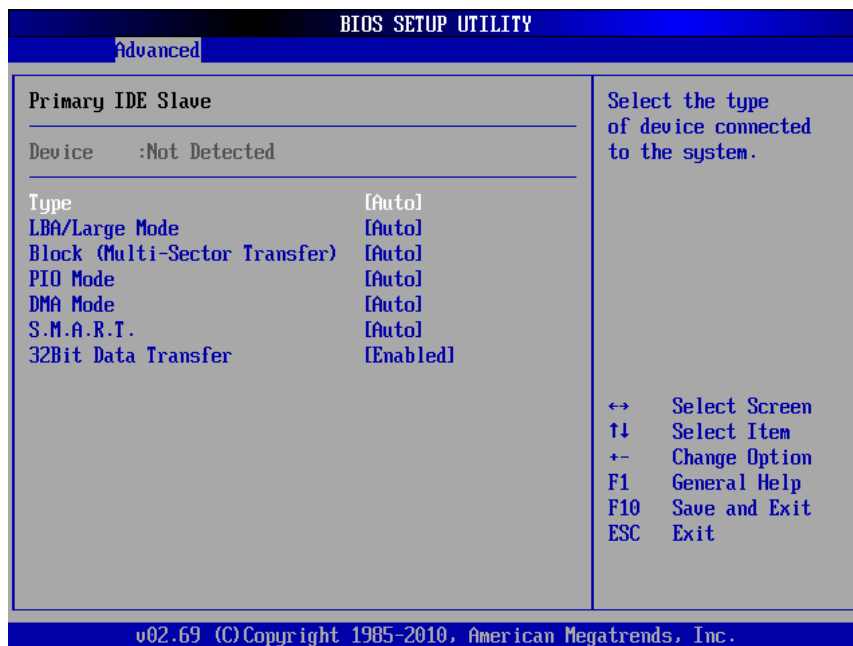 BIOS SETUP UTILITY
Advanced
Primary IDE Slave
Device :Not Detected
Type [Auto]
LBA/Large Mode [Auto]
Block (Multi-Sector Transfer) [Auto]
PIO Mode [Auto]
DMA Mode [Auto]
S.M.A.R.T. [Auto]
32Bit Data Transfer [Enabled]
Select the type
of device connected
to the system.
↔ Select Screen
↑↓ Select Item
+- Change Option
F1 General Help
F10 Save and Exit
ESC Exit
v02.69 (C)Copyright 1985-2010, American Megatrends, Inc.